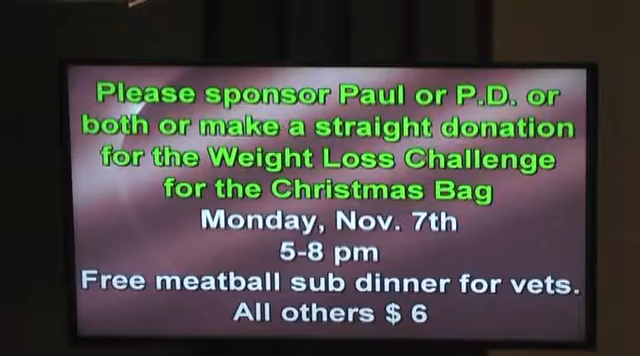 Please sponsor Paul or P.D. or
both or make a straight donation
for the Weight Loss Challenge
for the Christmas Bag
Monday, Nov. 7th
5-8 pm
Free meatball sub dinner for vets.
All others $ 6